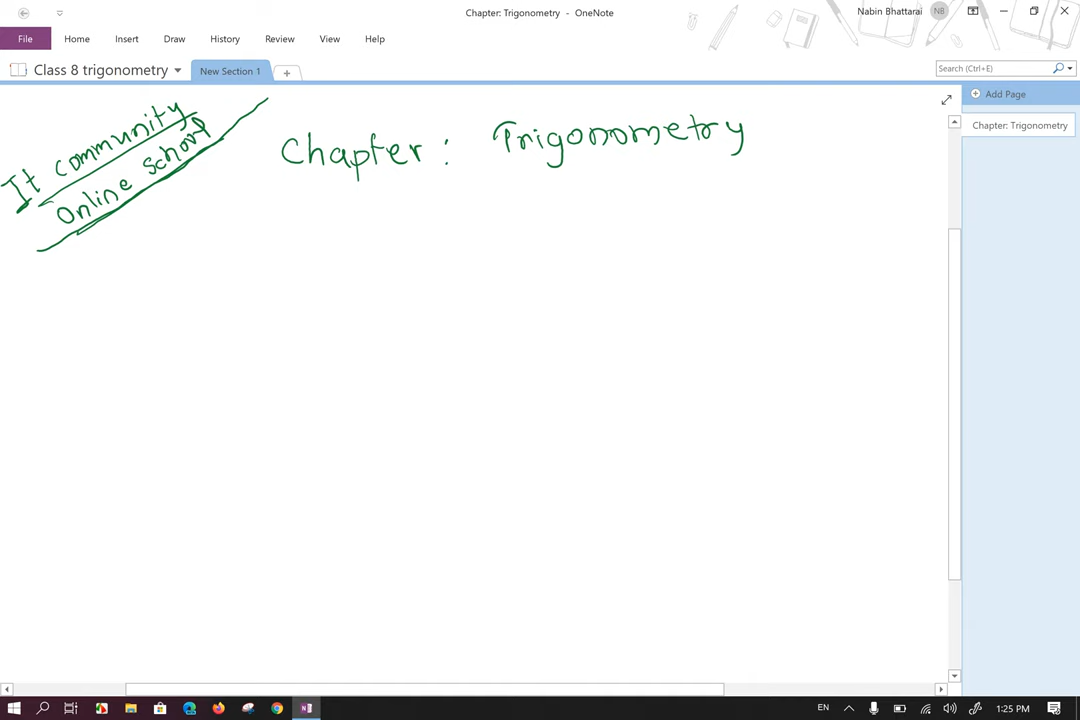 Chapter: Trigonometry - OneNote
Nabin Bhattarai
NB
File
Home
Insert
Draw
History
Review
View
Help
Class 8 trigonometry
New Section 1
+
Search (Ctrl+E)
Add Page
Chapter: Trigonometry
It community
Online School
Chapter: Trigonometry
EN
1:25 PM